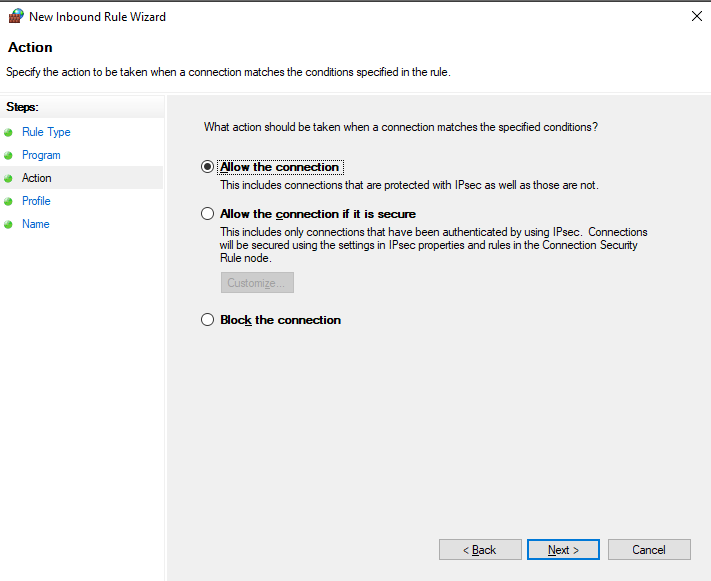 New Inbound Rule Wizard
Action
Specify the action to be taken when a connection matches the conditions specified in the rule.
Steps:
Rule Type
Program
Action
Profile
Name
What action should be taken when a connection matches the specified conditions?
Allow the connection
This includes connections that are protected with IPsec as well as those are not.
Allow the connection if it is secure
This includes only connections that have been authenticated by using IPsec. Connections
will be secured using the settings in IPsec properties and rules in the Connection Security
Rule node.
Customize...
Block the connection
< Back
Next >
Cancel